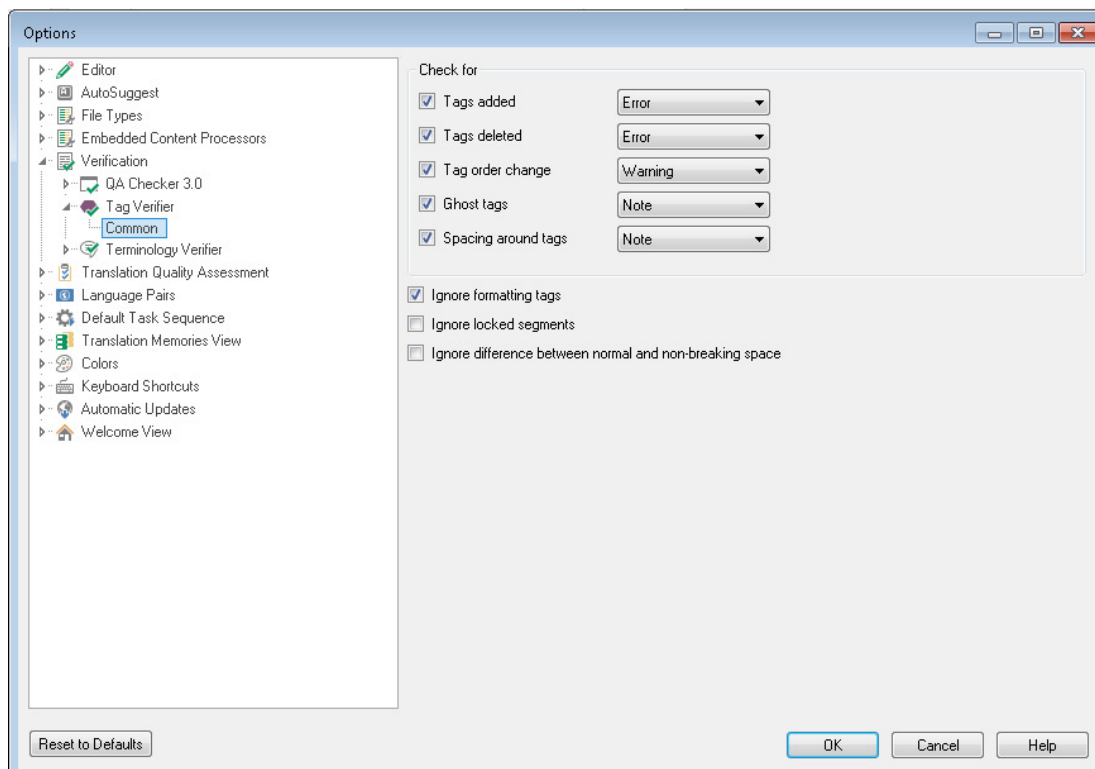 Options
Editor
AutoSuggest
File Types
Embedded Content Processors
Verification
QA Checker 3.0
Tag Verifier
Common
Terminology Verifier
Translation Quality Assessment
Language Pairs
Default Task Sequence
Translation Memories View
Colors
Keyboard Shortcuts
Automatic Updates
Welcome View
Check for
Tags added Error
Tags deleted Error
Tag order change Warning
Ghost tags Note
Spacing around tags Note
Ignore formatting tags
Ignore locked segments
Ignore difference between normal and non-breaking space
Reset to Defaults
OK Cancel Help